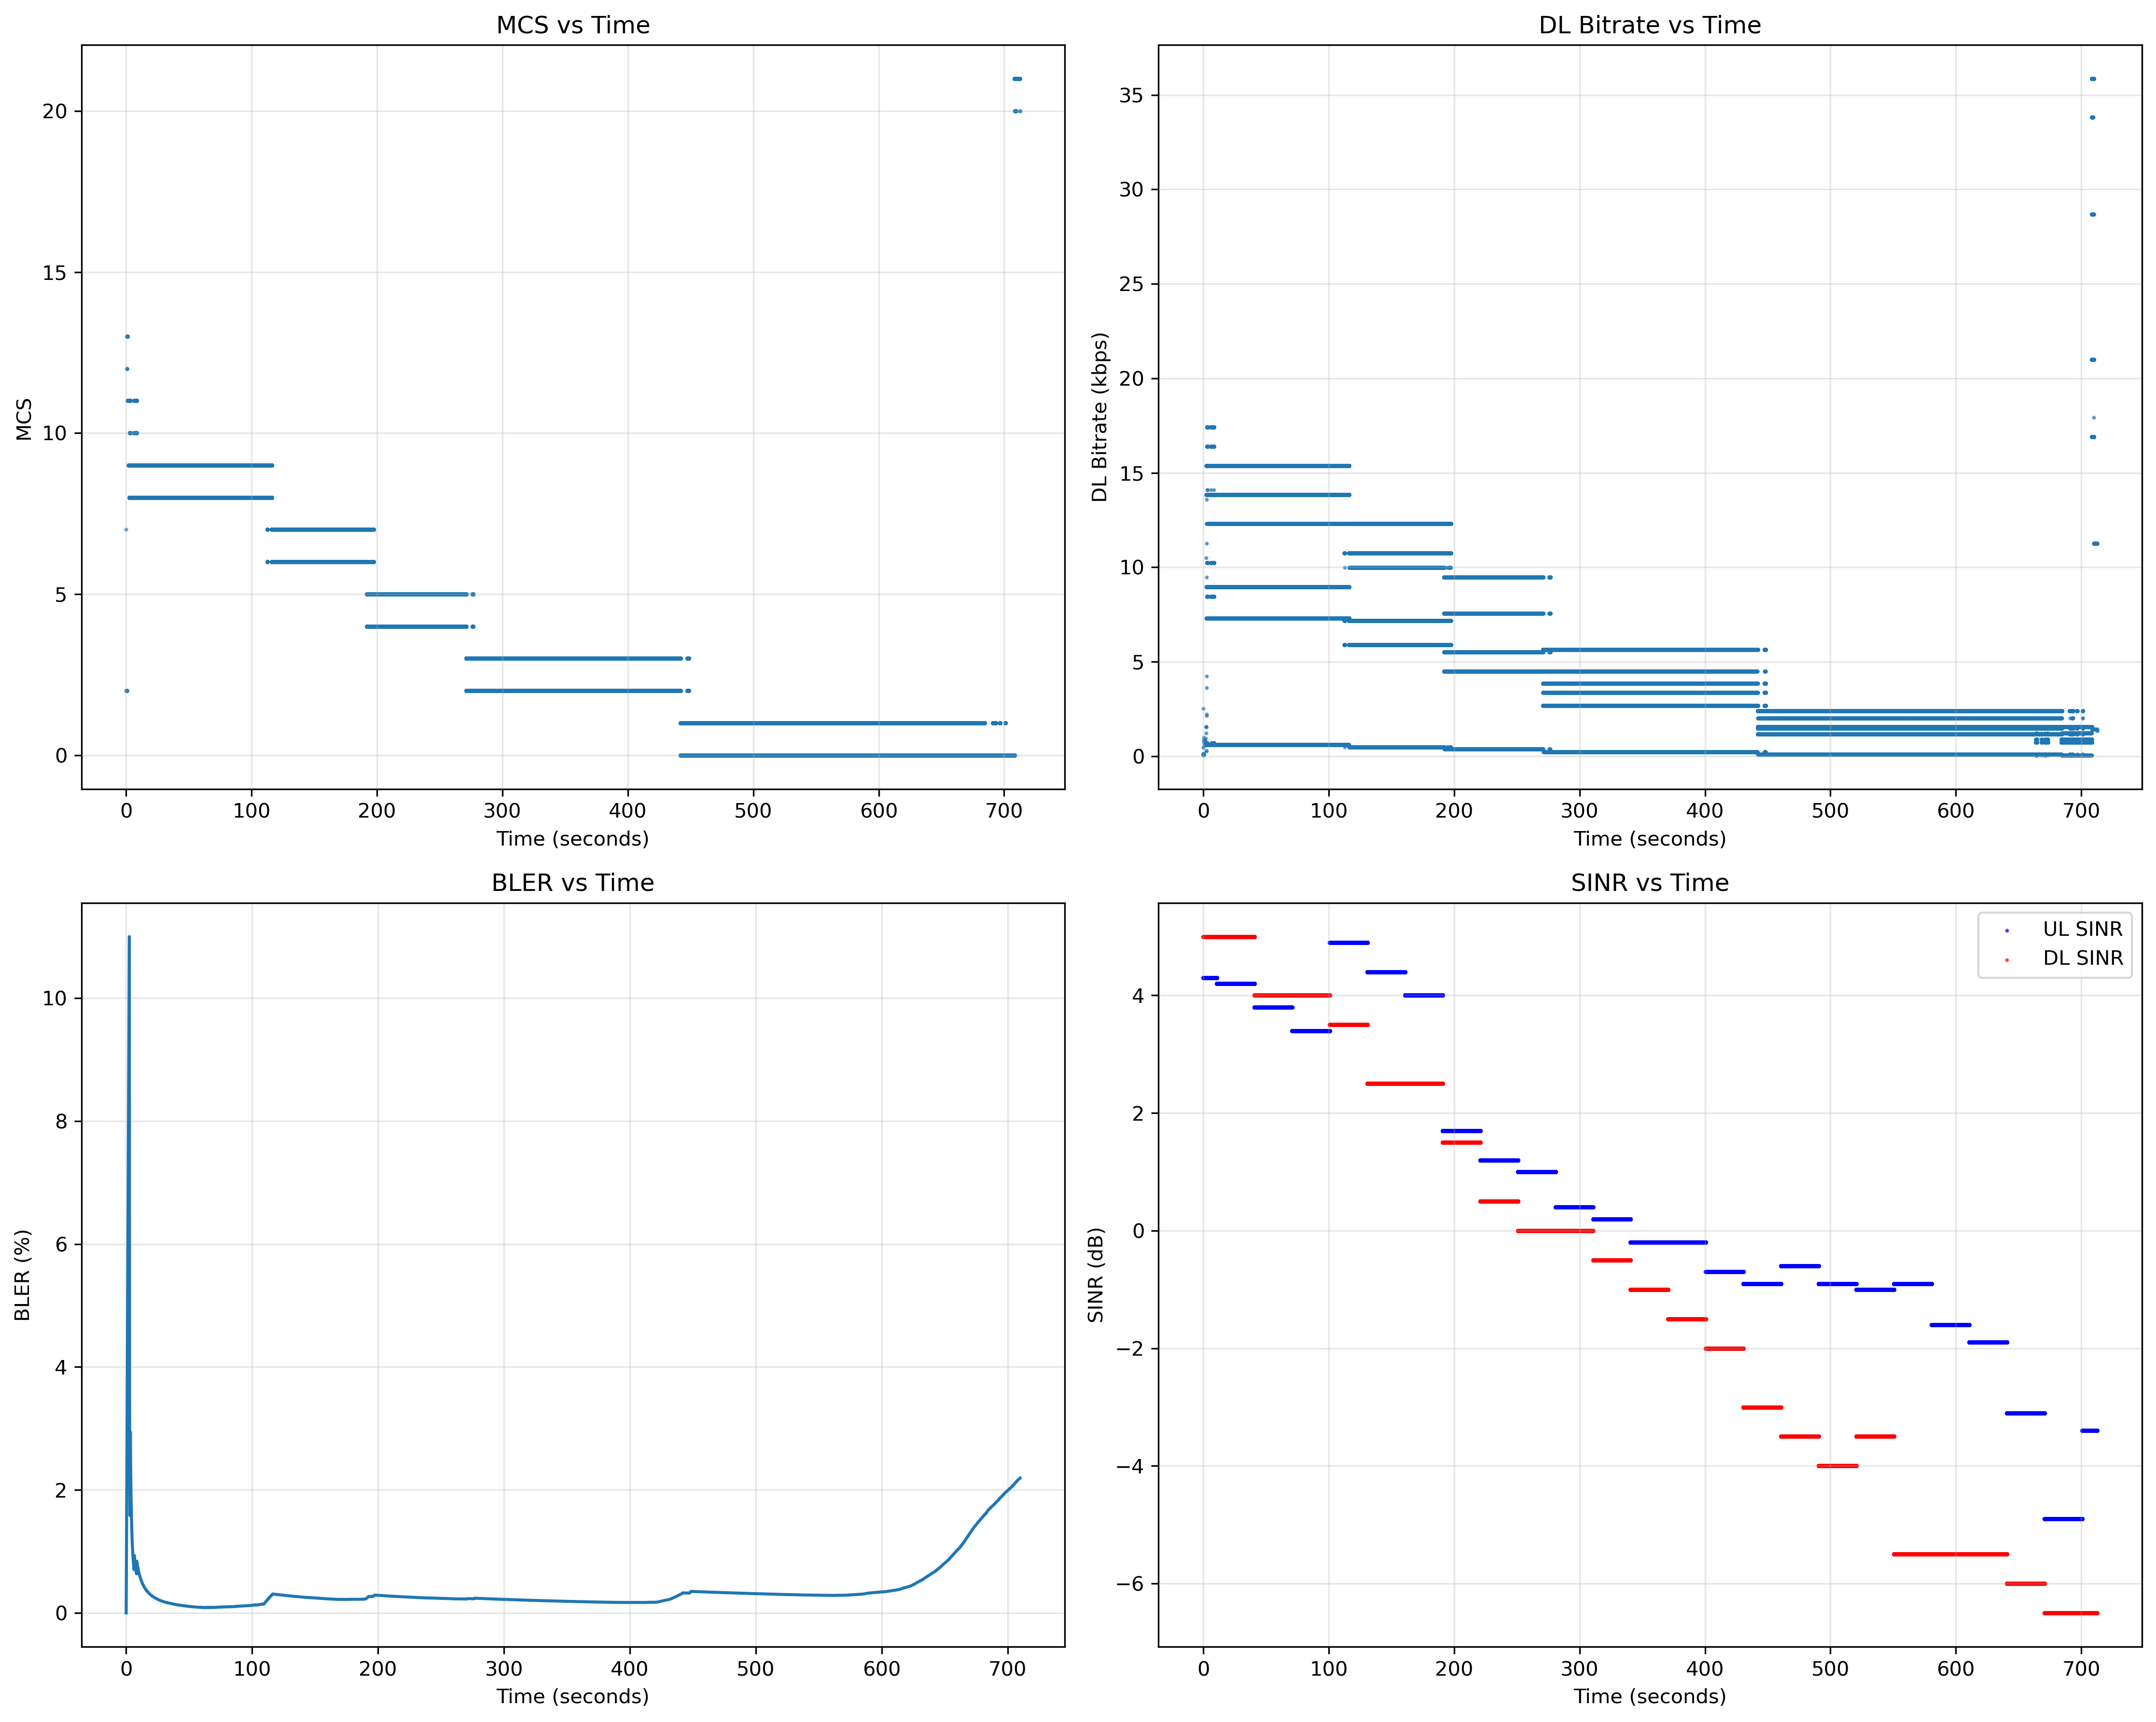 MCS vs Time
MCS
20
15
10
5
0
0 100 200 300 400 500 600 700
Time (seconds)
DL Bitrate vs Time
DL Bitrate (kbps)
35
30
25
20
15
10
5
0
0 100 200 300 400 500 600 700
Time (seconds)
BLER vs Time
BLER (%)
10
8
6
4
2
0
0 100 200 300 400 500 600 700
Time (seconds)
SINR vs Time
UL SINR
DL SINR
SINR (dB)
4
2
0
−2
−4
−6
0 100 200 300 400 500 600 700
Time (seconds)